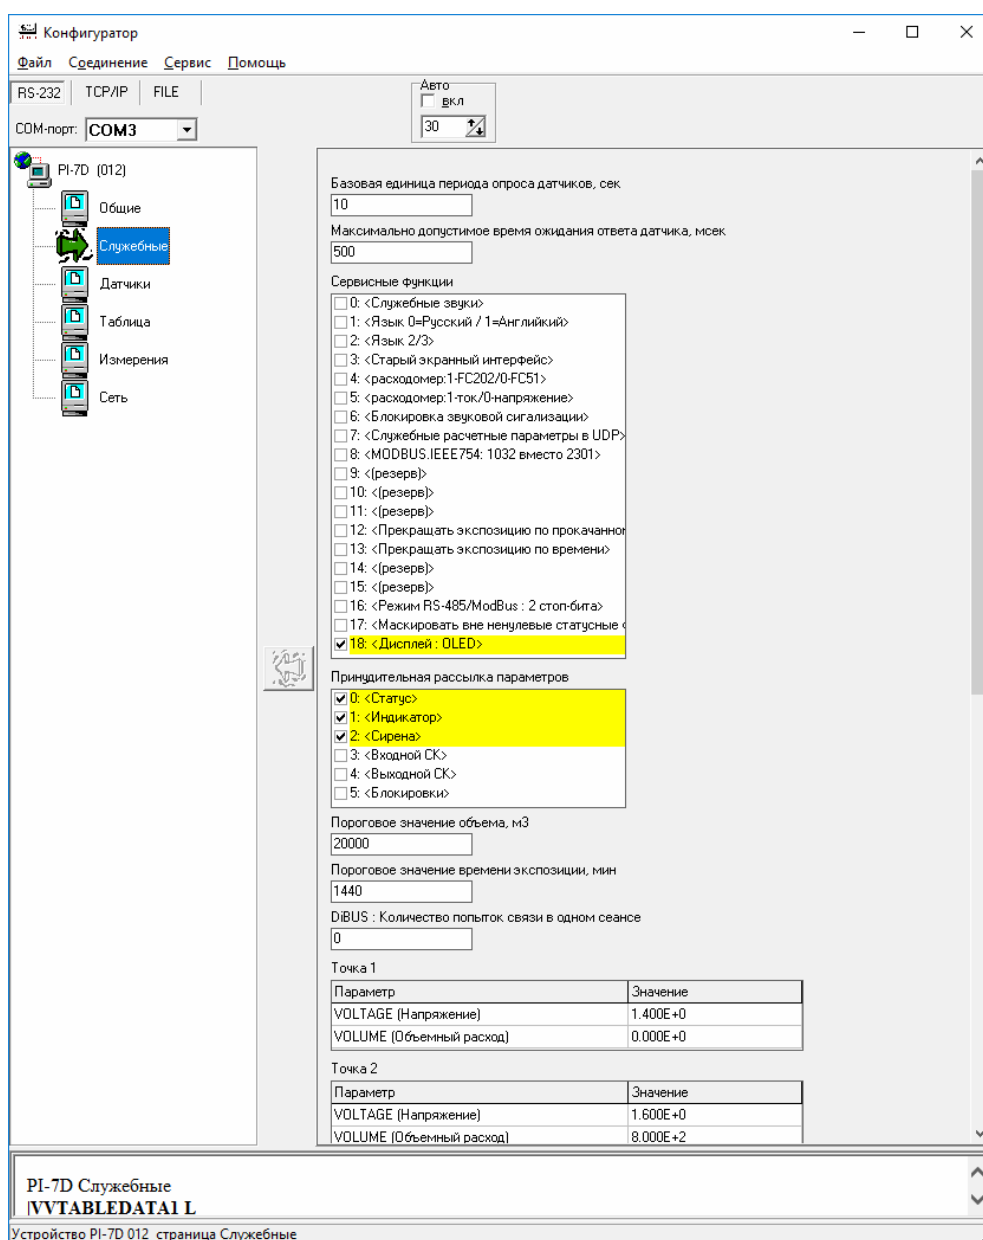 Конфигуратор
Файл Соединение Сервис Помощь
RS-232 TCP/IP FILE
Авто
вкл
COM-порт: COM3
30
PI-7D (012)
Общие
Служебные
Датчики
Таблица
Измерения
Сеть
Базовая единица периода опроса датчиков, сек
10
Максимально допустимое время ожидания ответа датчика, мсек
500
Сервисные функции
0: <Служебные звуки>
1: <Язык 0=Русский / 1=Английкий>
2: <Язык 2/3>
3: <Старый экранный интерфейс>
4: <расходомер:1-FC202/0-FC51>
5: <расходомер:1-ток/0-напряжение>
6: <Блокировка звуковой сигализации>
7: <Служебные расчетные параметры в UDP>
8: <MODBUS.IEEE754: 1032 вместо 2301>
9: <(резерв)>
10: <(резерв)>
11: <(резерв)>
12: <Прекращать экспозицию по прокачанног
13: <Прекращать экспозицию по времени>
14: <(резерв)>
15: <(резерв)>
16: <Режим RS-485/ModBus : 2 стоп-бита>
17: <Маскировать вне ненулевые статусные
18: <Дисплей : OLED>
Принудительная рассылка параметров
0: <Статус>
1: <Индикатор>
2: <Сирена>
3: <Входной СК>
4: <Выходной СК>
5: <Блокировки>
Пороговое значение объема, м3
20000
Пороговое значение времени экспозиции, мин
1440
DiBUS : Количество попыток связи в одном сеансе
0
Точка 1
Параметр Значение
VOLTAGE (Напряжение) 1.400E+0
VOLUME (Объемный расход) 0.000E+0
Точка 2
Параметр Значение
VOLTAGE (Напряжение) 1.600E+0
VOLUME (Объемный расход) 8.000E+2
PI-7D Служебные
|VVTABLEDATA1 L
Устройство PI-7D 012 страница Служебные